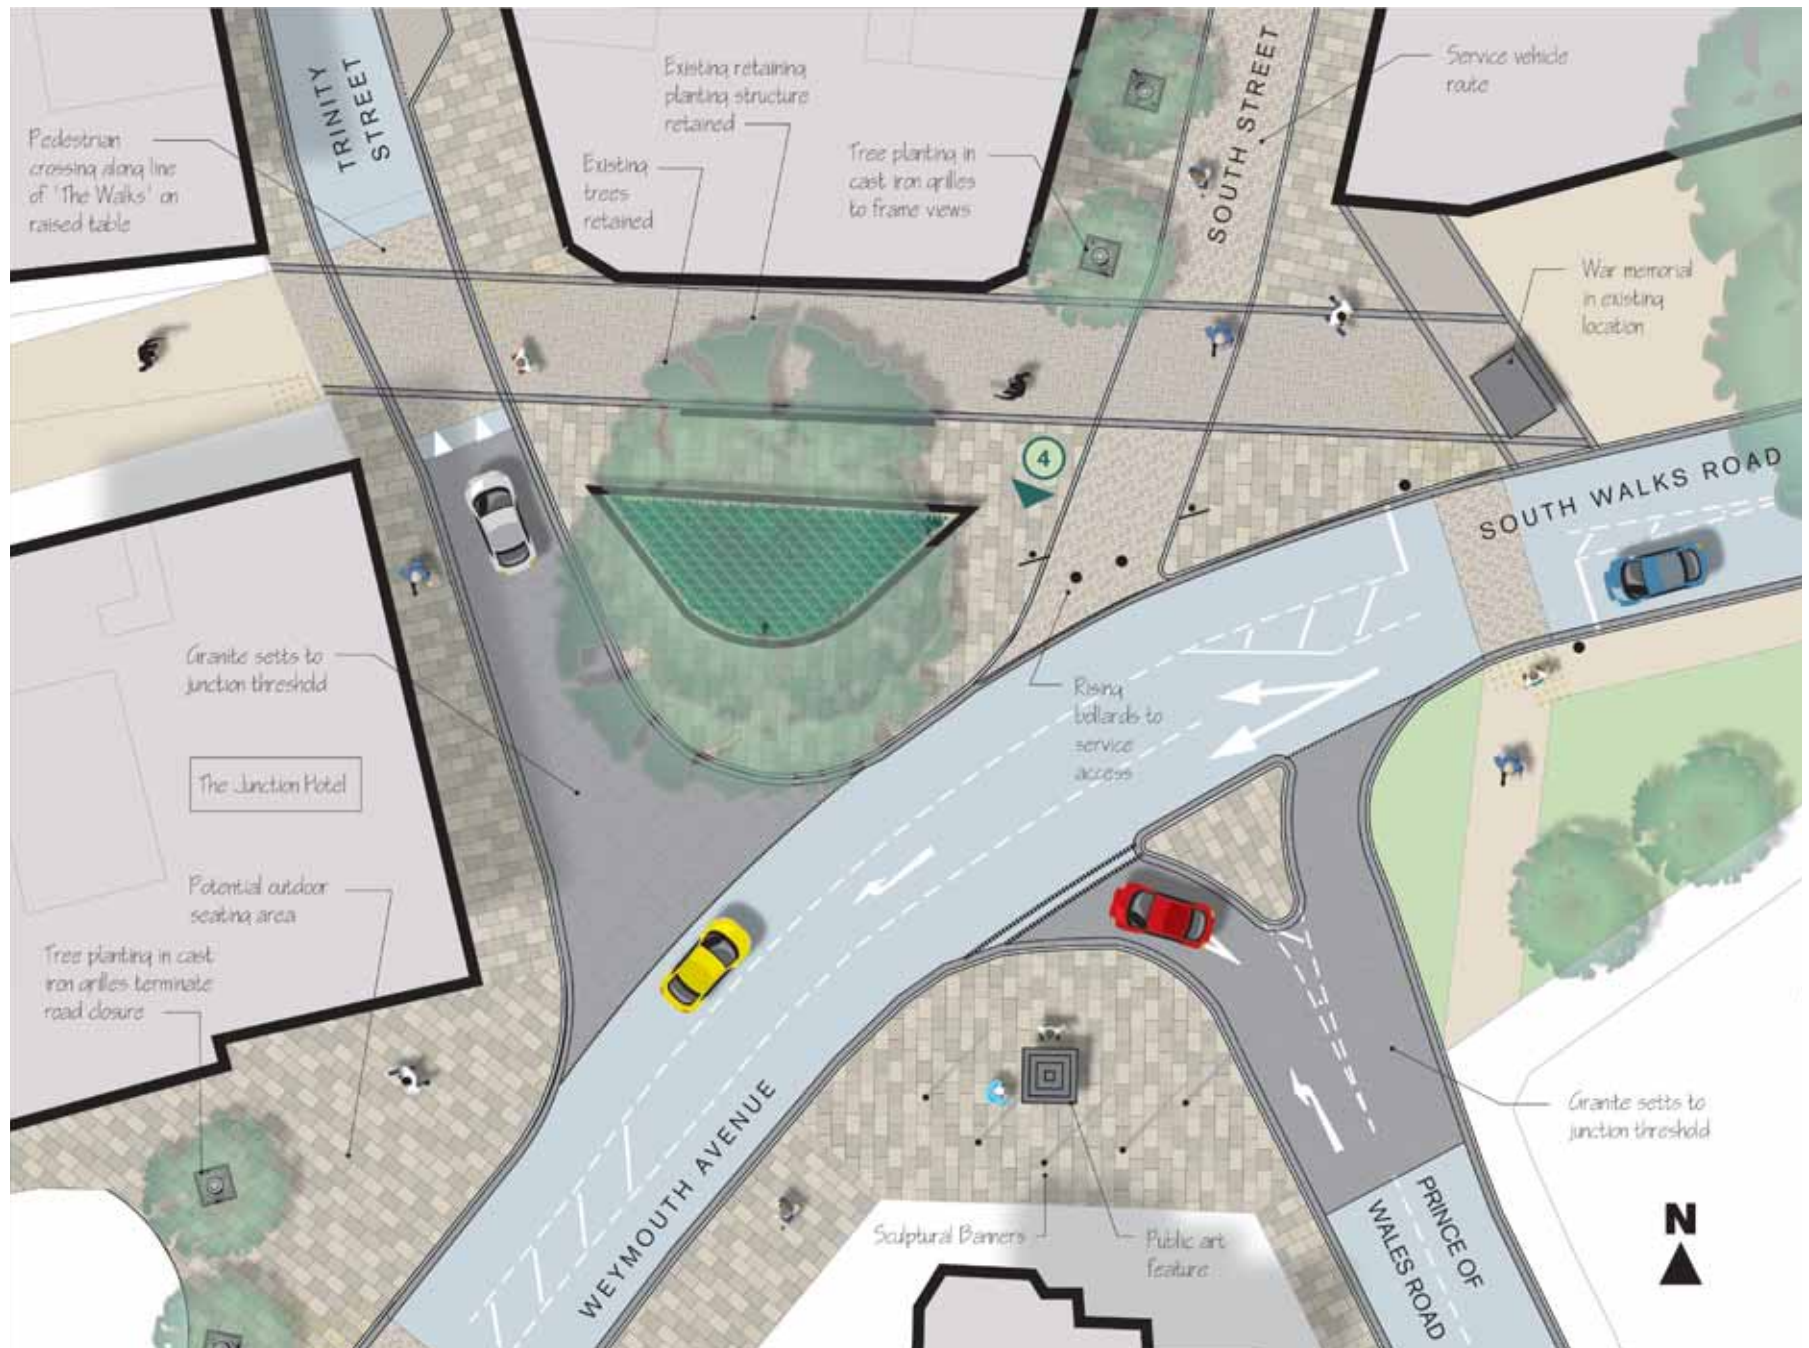 TRINITY
STREET
Existing retaining
planting structure
retained
SOUTH STREET
Service vehicle
route
Pedestrian
crossing along line
of 'The Walks' on
raised table
Existing
trees
retained
Tree planting in
cast iron grilles
to frame views
War memorial
in existing
location
4
SOUTH WALKS ROAD
Granite setts to
junction threshold
Rising
bollards to
service
access
The Junction Hotel
Potential outdoor
seating area
Tree planting in cast
iron grilles terminate
road closure
WEYMOUTH AVENUE
Granite setts to
junction threshold
Sculptural Banners
Public art
feature
PRINCE OF
WALES ROAD
N